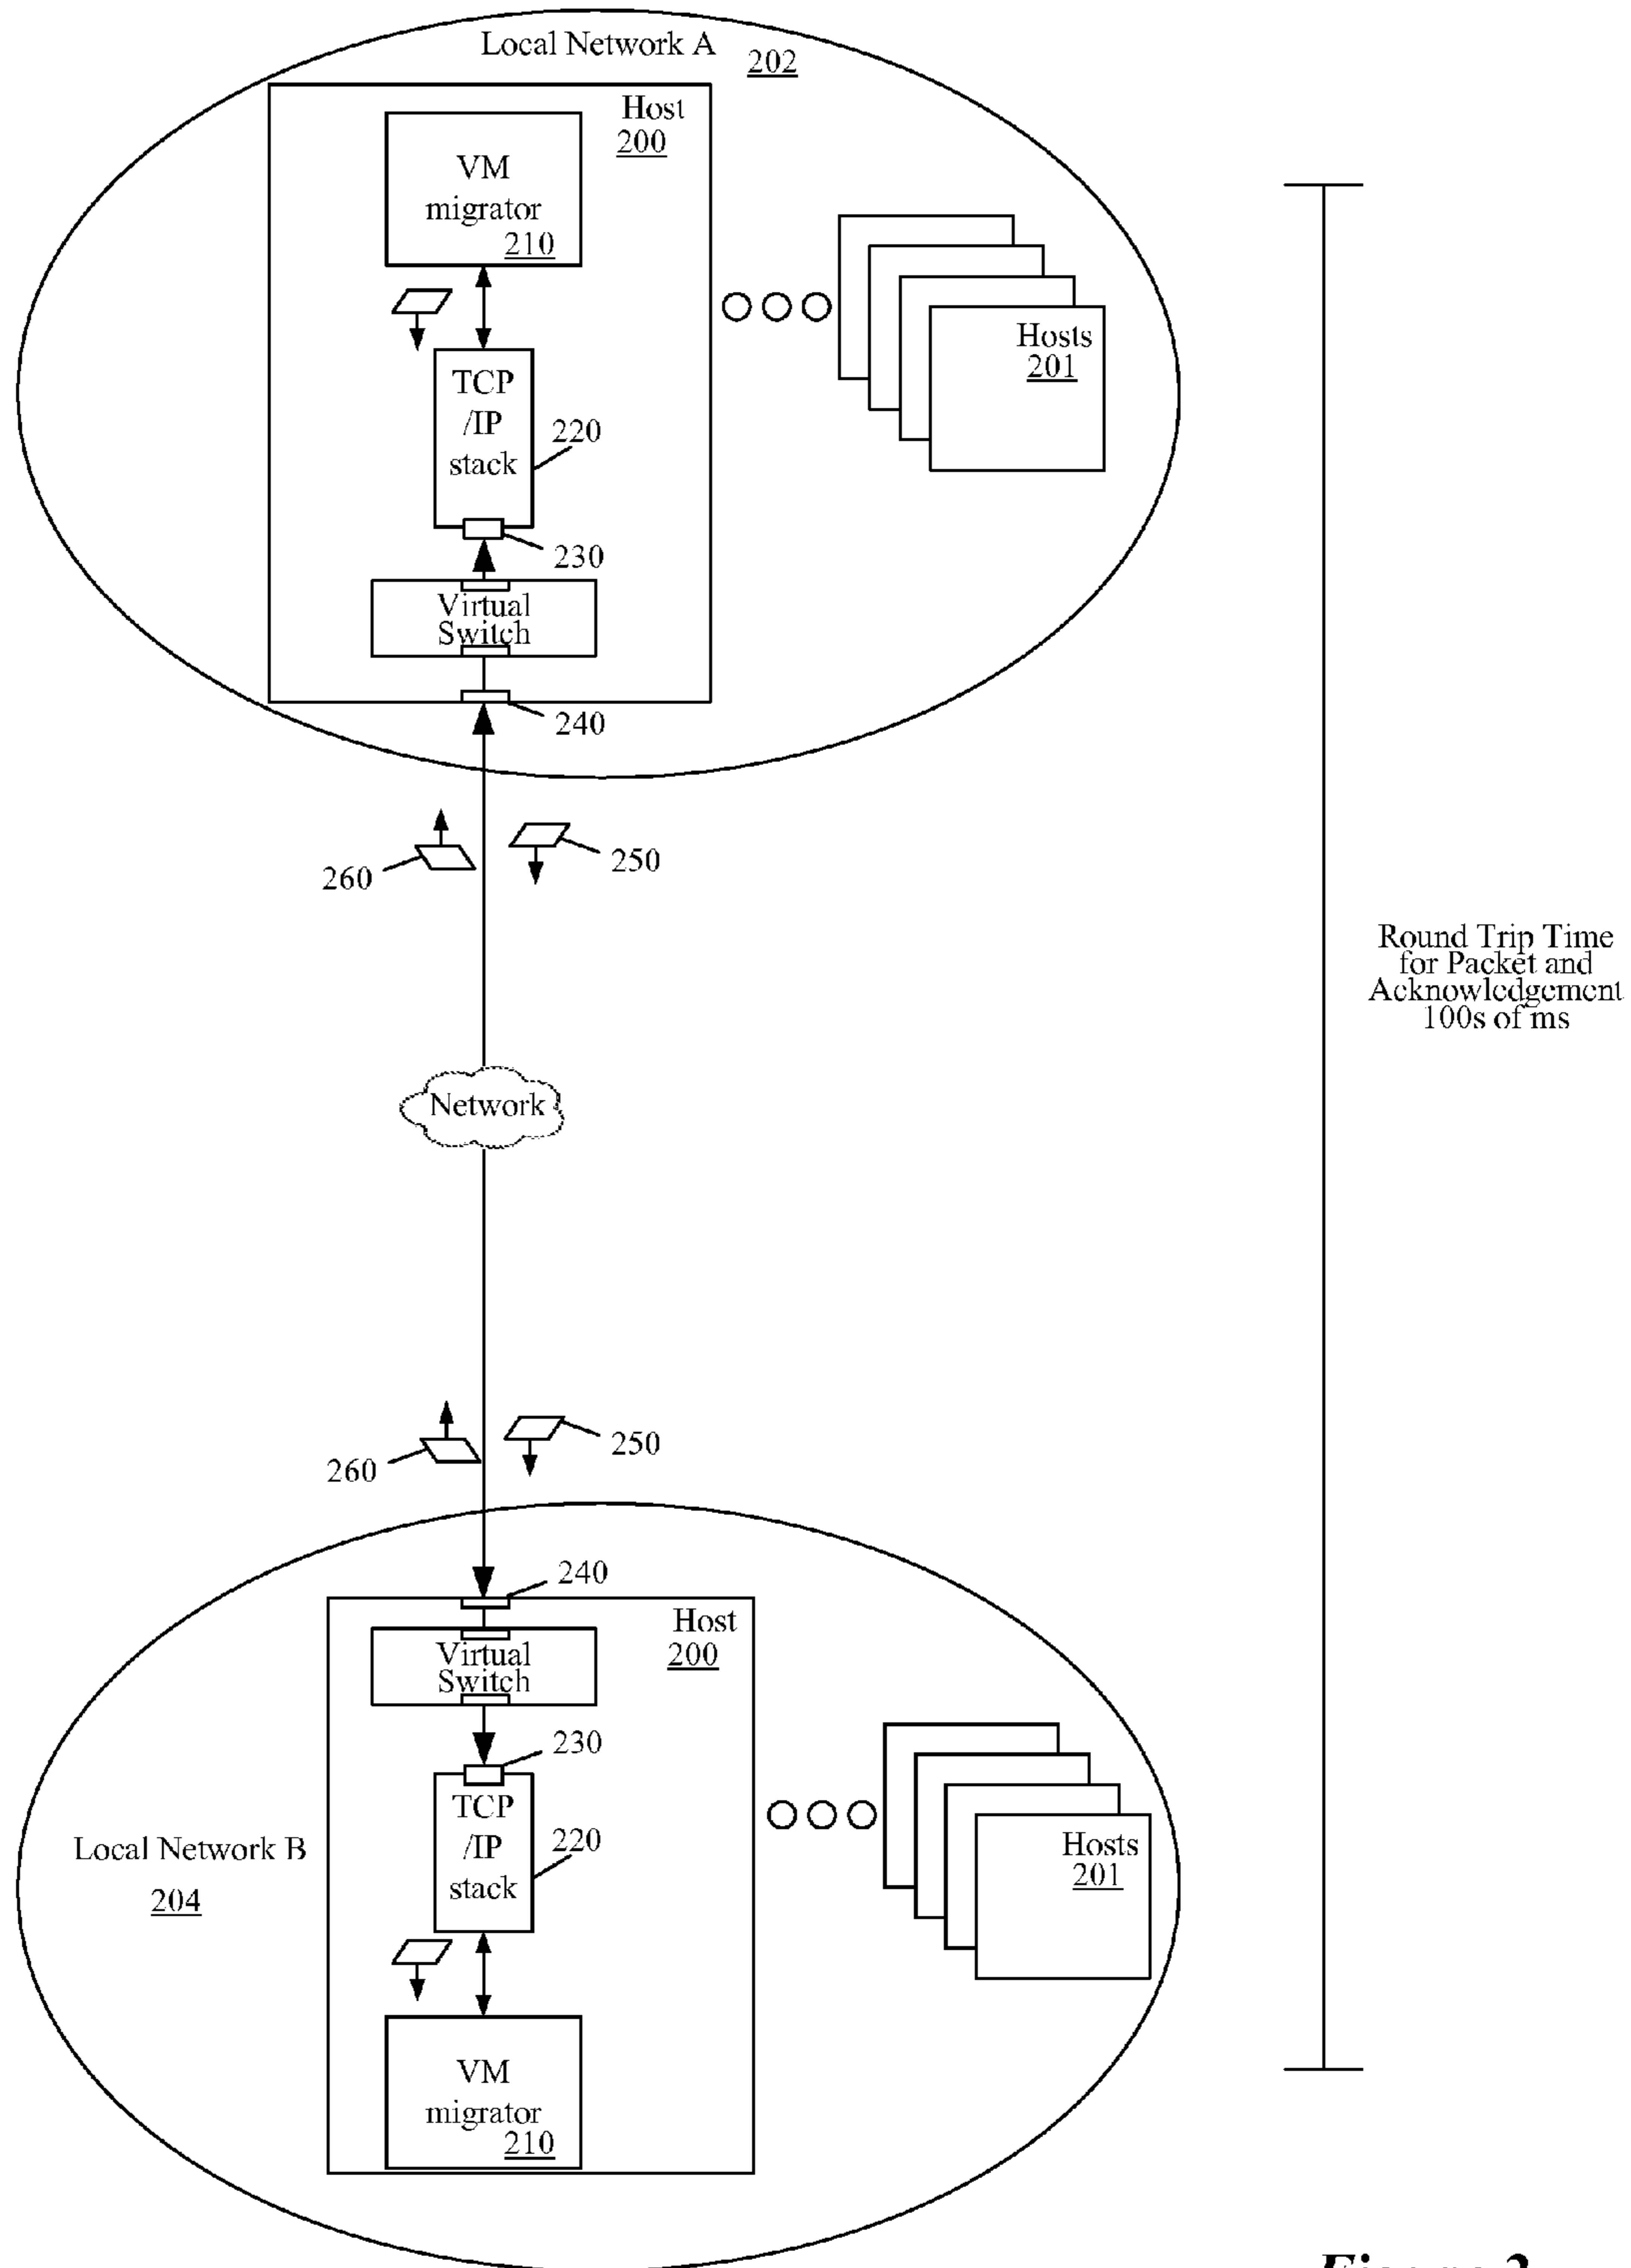 Local Network A
202
Host
200
VM
migrator
210
TCP
/IP
stack
220
230
Virtual
Switch
240
Hosts
201
260
250
Round Trip Time
for Packet and
Acknowledgement
100s of ms
Network
260
250
240
Host
200
Virtual
Switch
230
TCP
/IP
stack
220
Local Network B
204
Hosts
201
VM
migrator
210